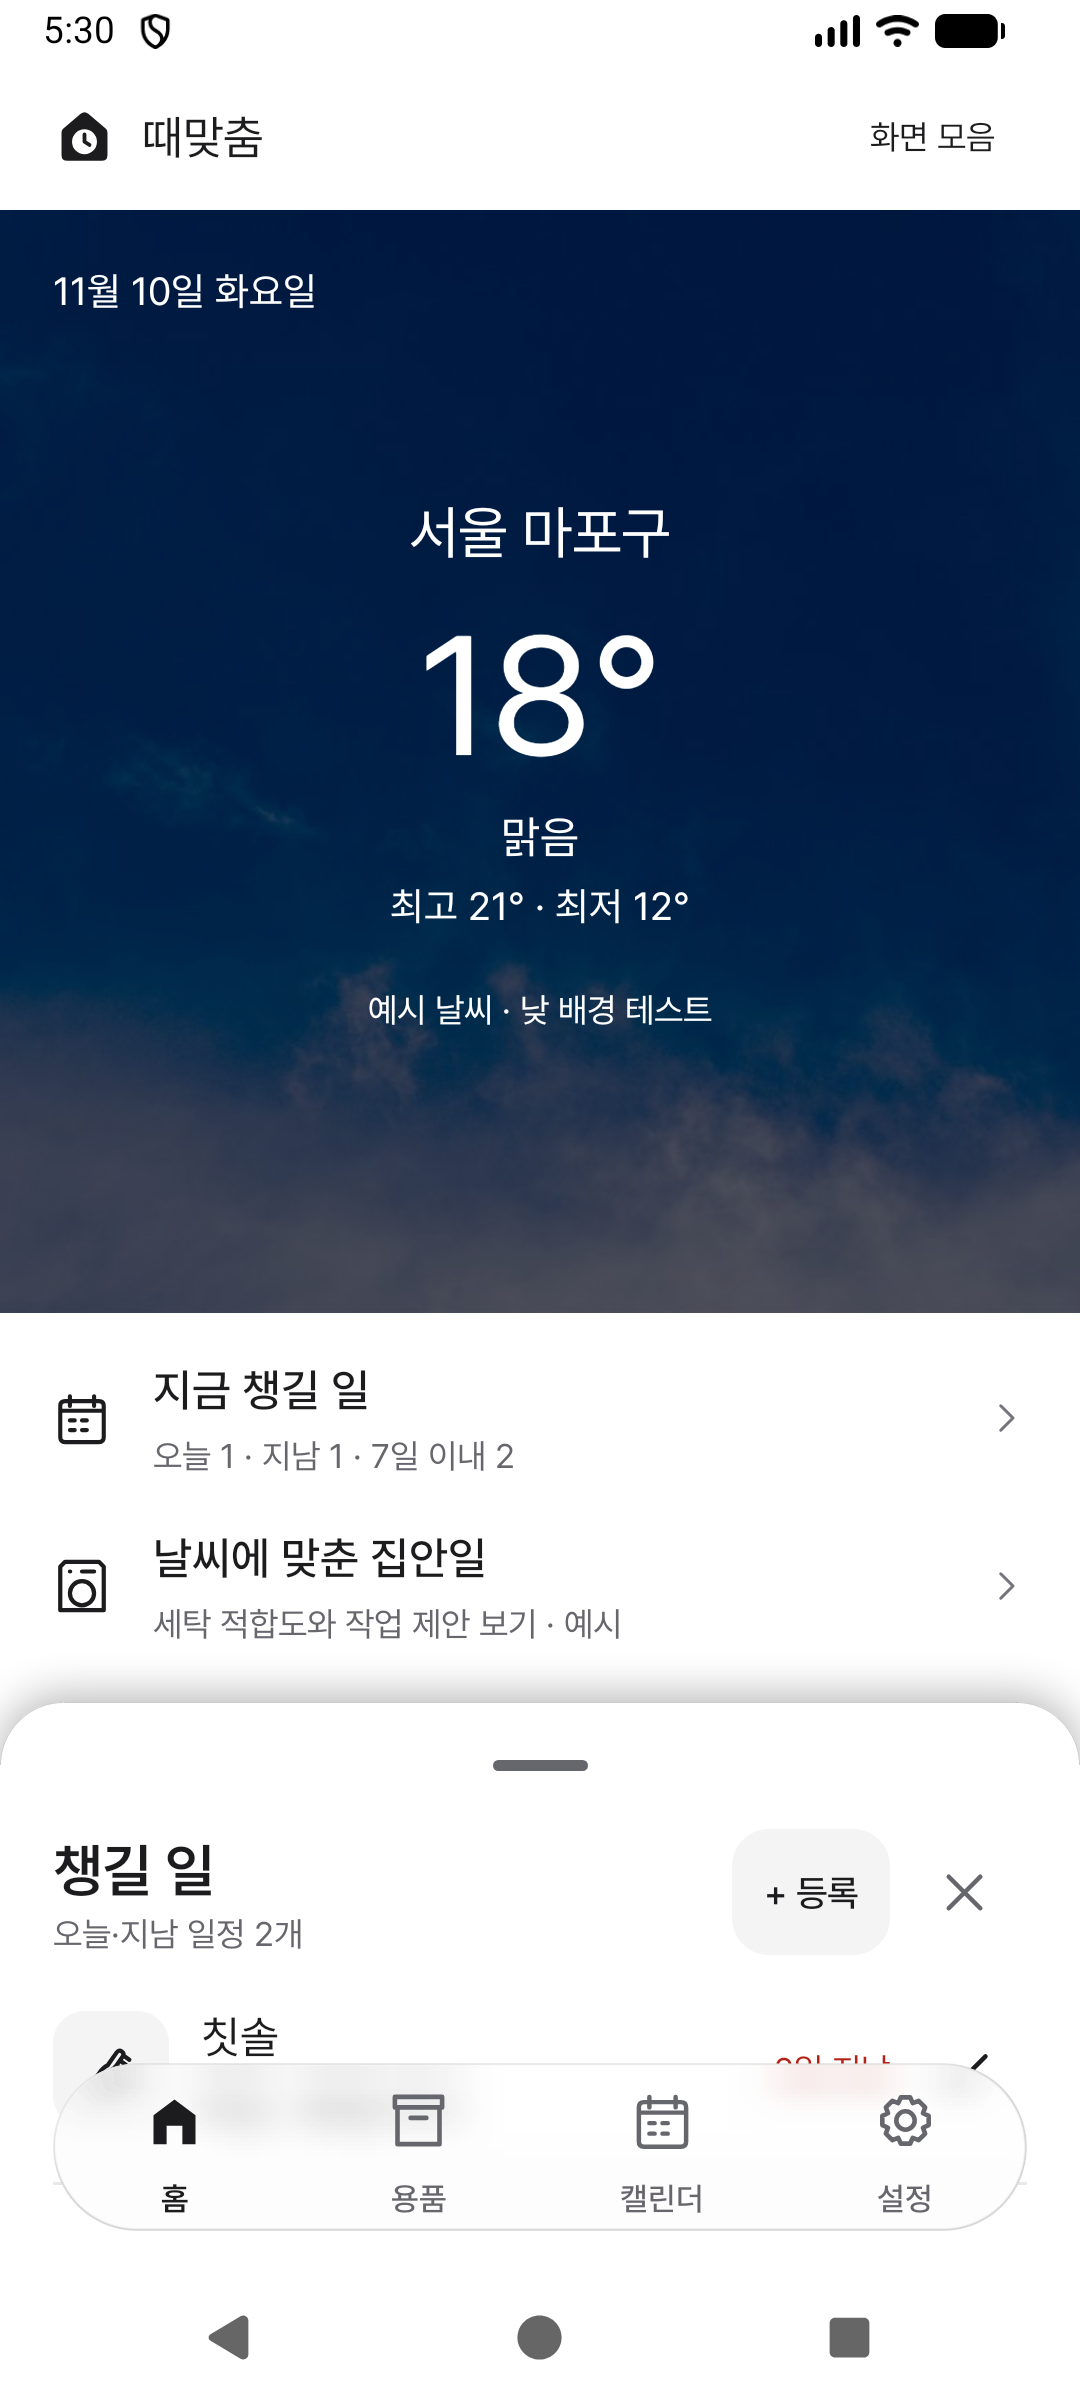 5:30
때맞춤
화면 모음
11월 10일 화요일
서울 마포구
18°
맑음
최고 21° · 최저 12°
예시 날씨 · 낮 배경 테스트
지금 챙길 일
오늘 1 · 지남 1 · 7일 이내 2
날씨에 맞춘 집안일
세탁 적합도와 작업 제안 보기 · 예시
챙길 일
+ 등록
오늘·지남 일정 2개
칫솔
홈
용품
캘린더
설정